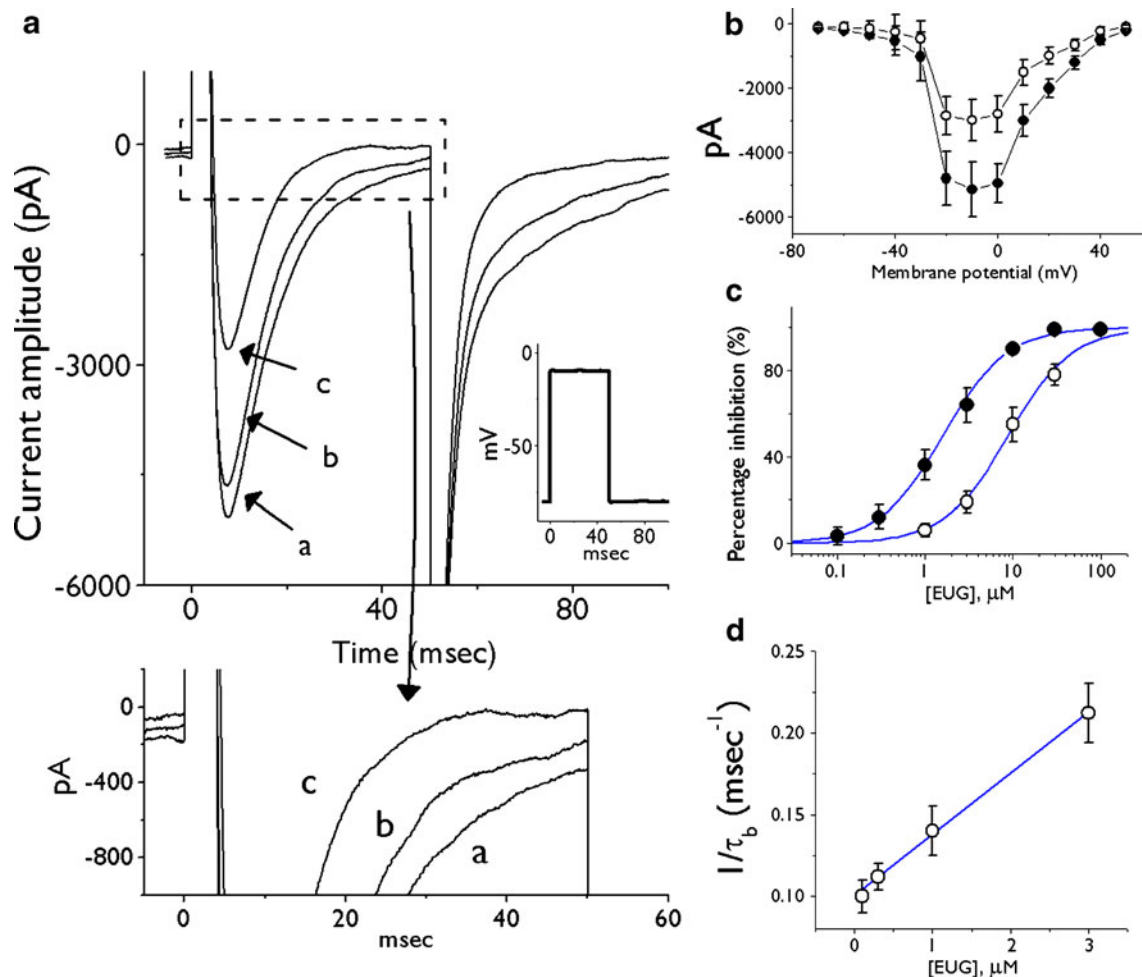 a
Current amplitude (pA)
0
-3000
-6000
c
b
a
0
40
80
Time (msec)
mV
0
-50
0
40
80
msec
pA
0
-400
-800
c
b
a
0
20
40
60
msec
b
pA
0
-2000
-4000
-6000
-80
-40
0
40
Membrane potential (mV)
c
Percentage inhibition (%)
80
40
0
0.1
1
10
100
[EUG], μM
d
I/τb (msec-1)
0.25
0.20
0.15
0.10
0
1
2
3
[EUG], μM